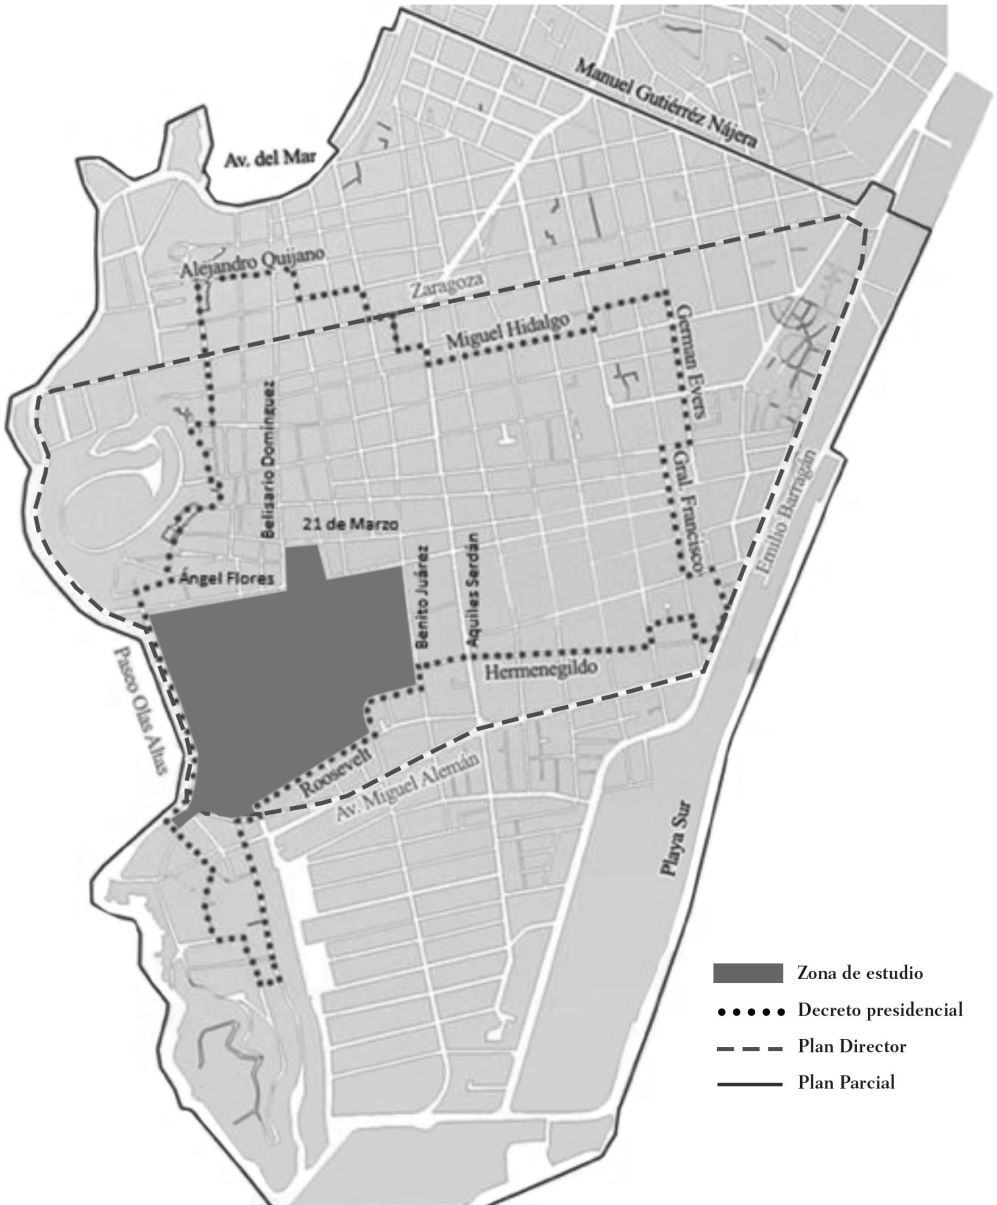 Manuel Gutiérréz Nájera
Av. del Mar
Alejandro Quijano
Zaragoza
Miguel Hidalgo
German Evers
Belisario Domínguez
Gral. Francisco
21 de Marzo
Emilio Barragán
Ángel Flores
Benito Juárez
Aquiles Serdán
Hermenegildo
Paseo Olas Altas
Roosevelt
Av. Miguel Alemán
Playa Sur
Zona de estudio
Decreto presidencial
Plan Director
Plan Parcial